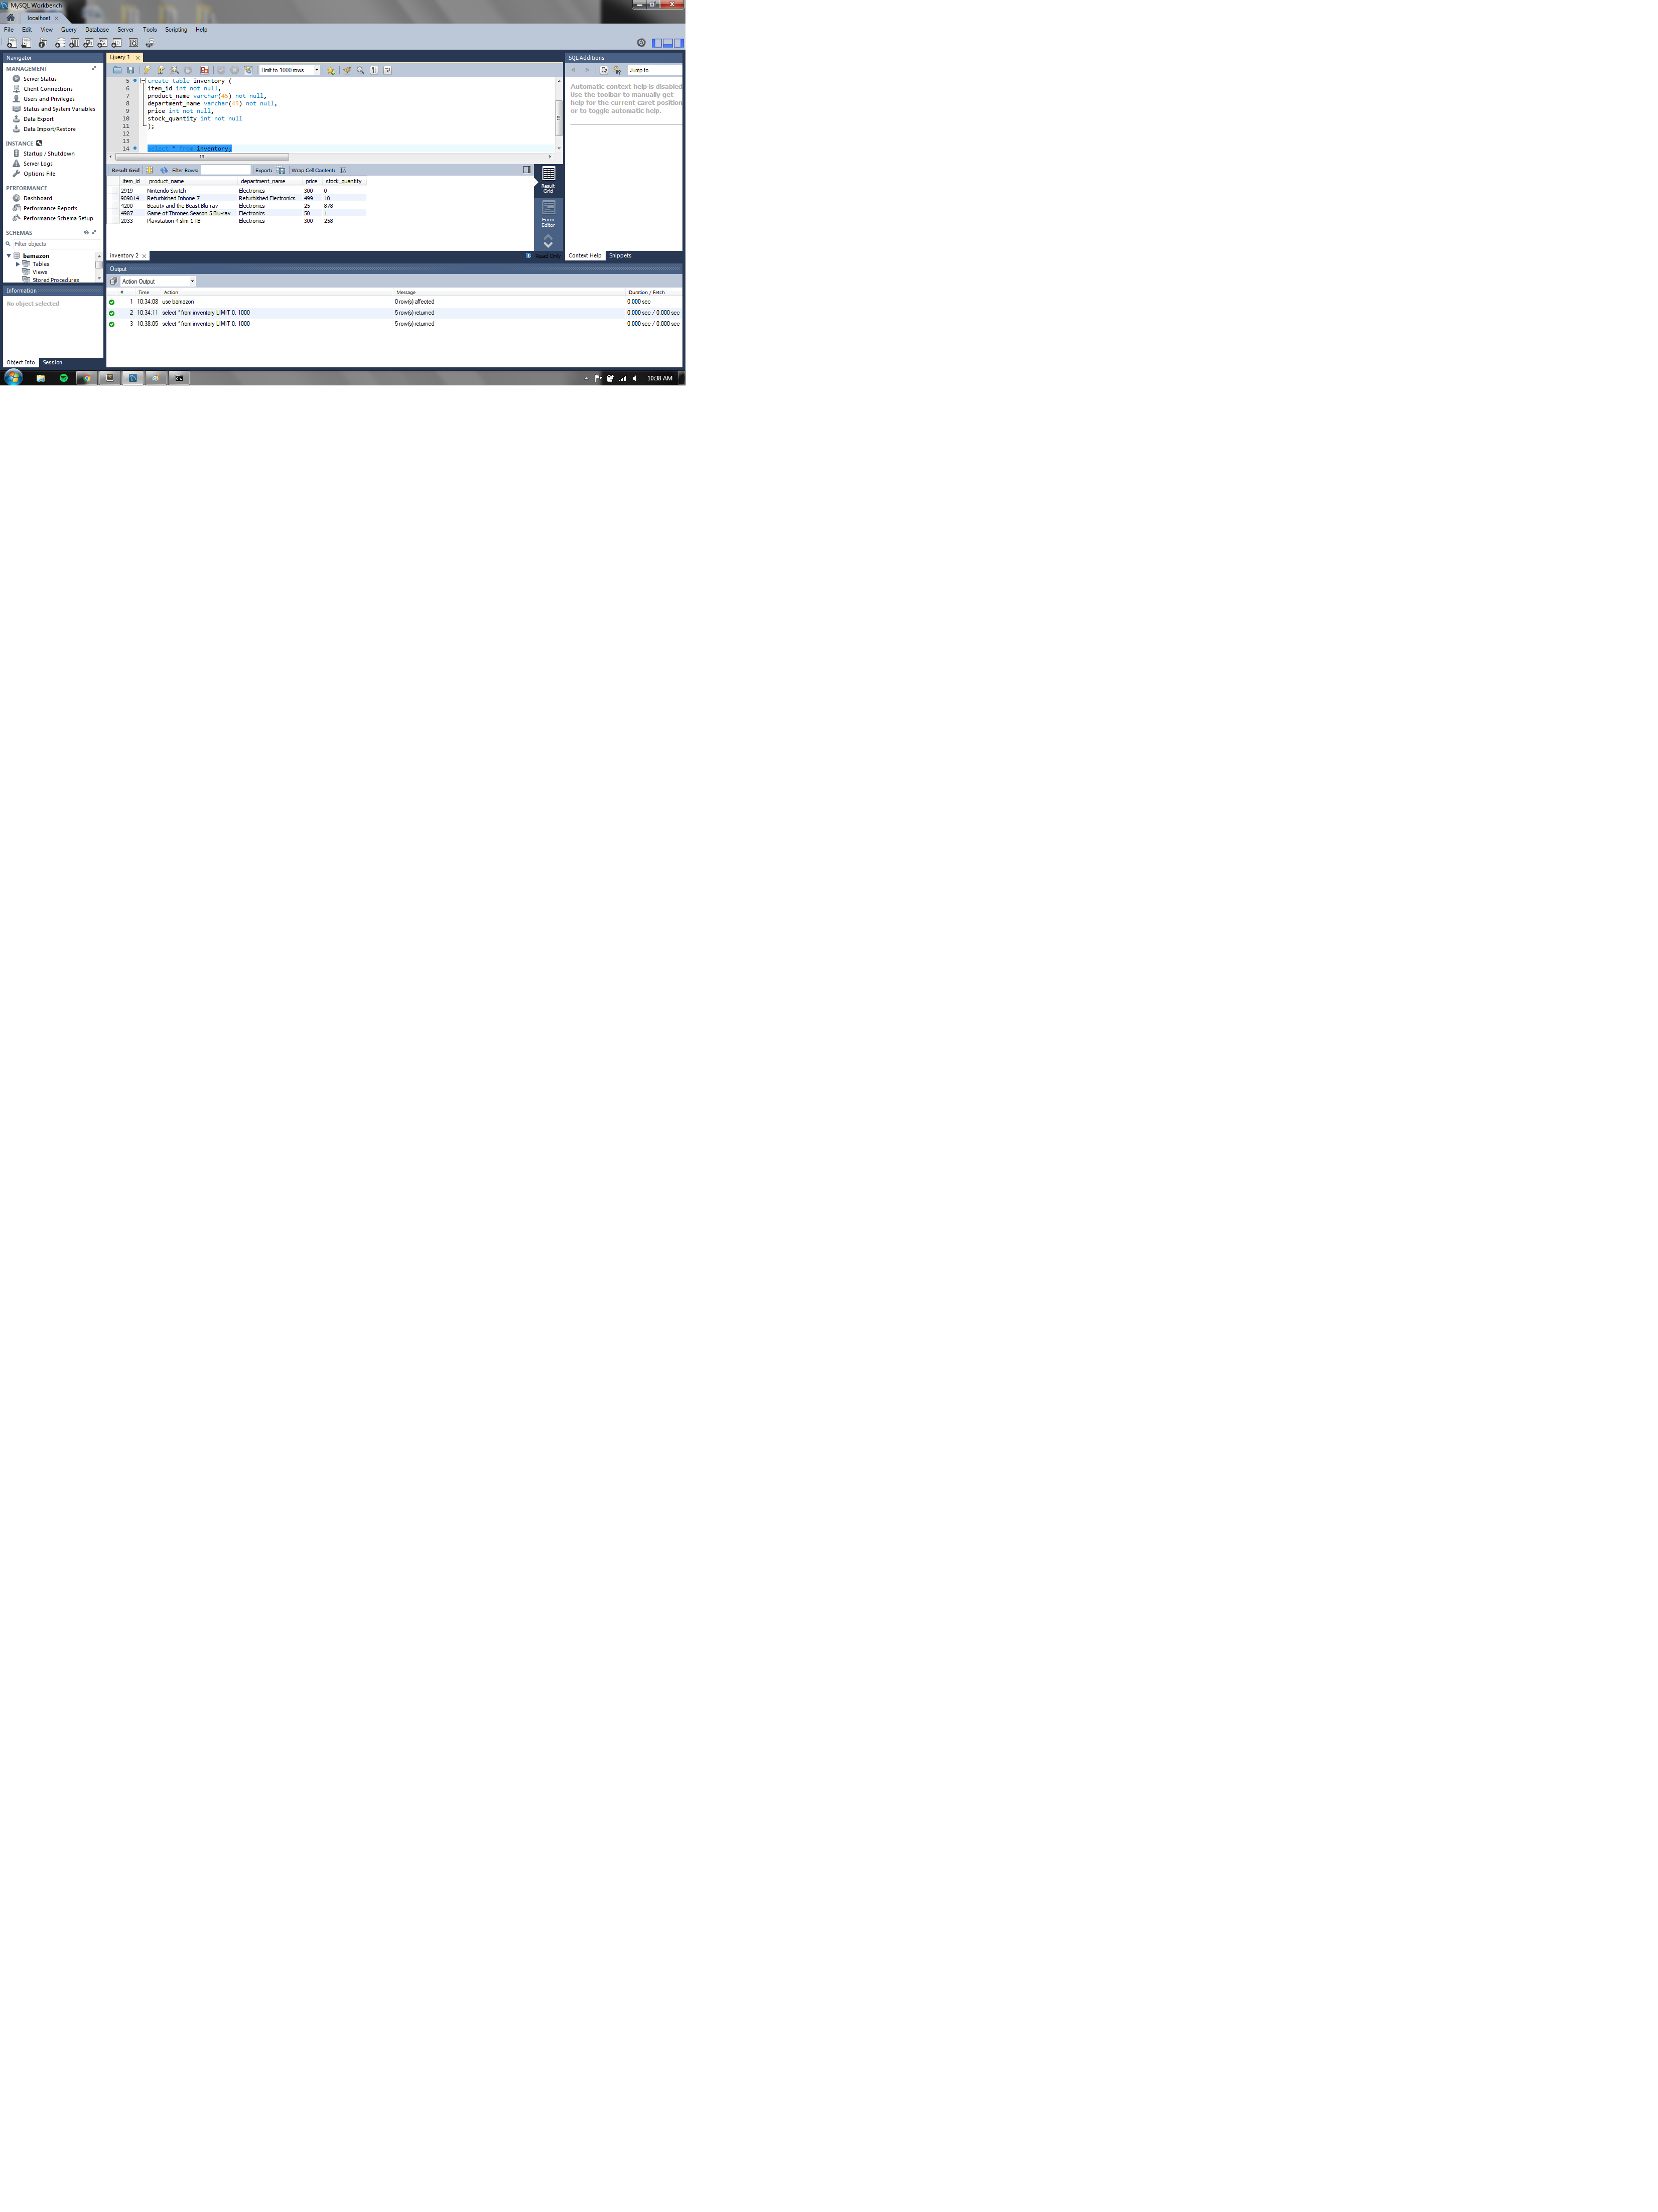 MySQL Workbench
localhost
File Edit View Query Database Server Tools Scripting Help
Navigator
MANAGEMENT
Server Status
Client Connections
Users and Privileges
Status and System Variables
Data Export
Data Import/Restore
INSTANCE
Startup / Shutdown
Server Logs
Options File
PERFORMANCE
Dashboard
Performance Reports
Performance Schema Setup
SCHEMAS
Filter objects
bamazon
Tables
Views
Stored Procedures
Information
No object selected
Object Info Session
Query 1
Limit to 1000 rows
5 create table inventory (
6 item_id int not null,
7 product_name varchar(45) not null,
8 department_name varchar(45) not null,
9 price int not null,
10 stock_quantity int not null
11 );
12
13
14 select * from inventory;
Result Grid Filter Rows: Export: Wrap Cell Content:
item_id product_name department_name price stock_quantity
2919 Nintendo Switch Electronics 300 0
909014 Refurbished Iphone 7 Refurbished Electronics 499 10
4200 Beauty and the Beast Blu-ray Electronics 25 878
4987 Game of Thrones Season 5 Blu-ray Electronics 50 1
2033 Playstation 4 slim 1 TB Electronics 300 258
Result Grid
Form Editor
inventory 2
Read Only
SQL Additions
Jump to
Automatic context help is disabled
Use the toolbar to manually get
help for the current caret position
or to toggle automatic help.
Context Help Snippets
Output
Action Output
# Time Action Message Duration / Fetch
1 10:34:08 use bamazon 0 row(s) affected 0.000 sec
2 10:34:11 select * from inventory LIMIT 0, 1000 5 row(s) returned 0.000 sec / 0.000 sec
3 10:38:05 select * from inventory LIMIT 0, 1000 5 row(s) returned 0.000 sec / 0.000 sec
10:38 AM